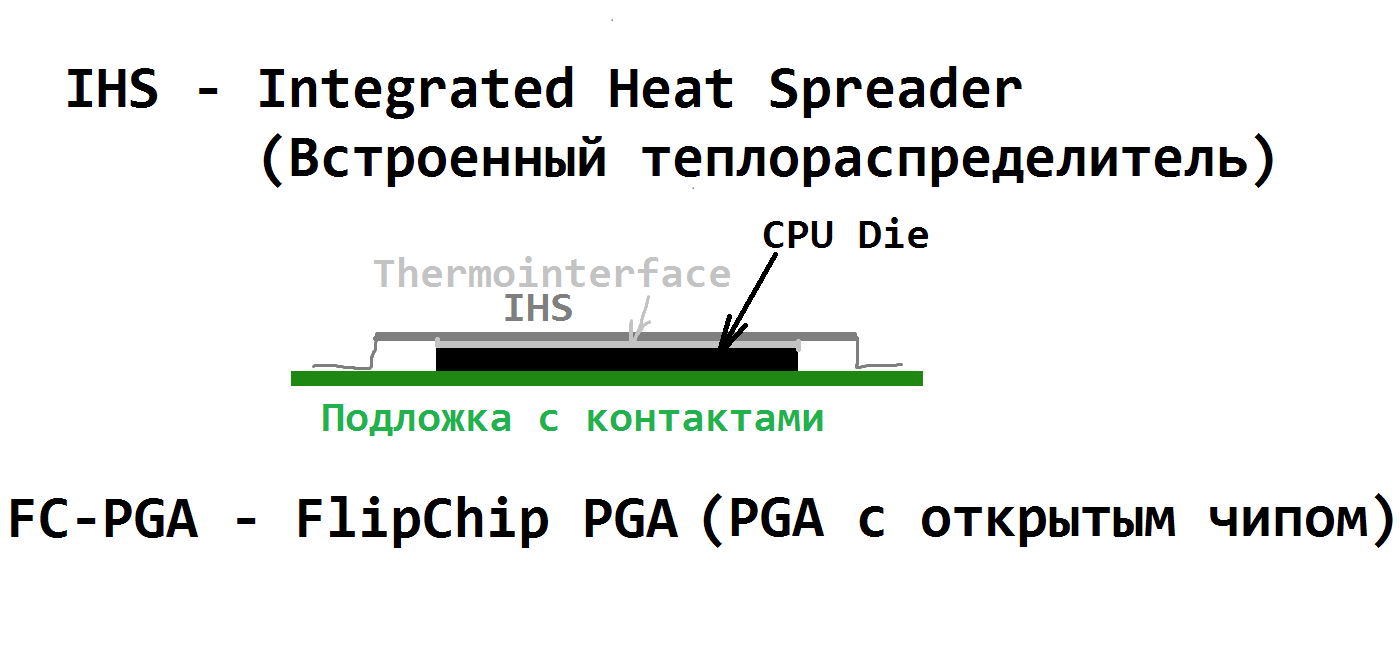 IHS - Integrated Heat Spreader
(Встроенный теплораспределитель)
CPU Die
Thermointerface
IHS
Подложка с контактами
FC-PGA - FlipChip PGA (PGA с открытым чипом)